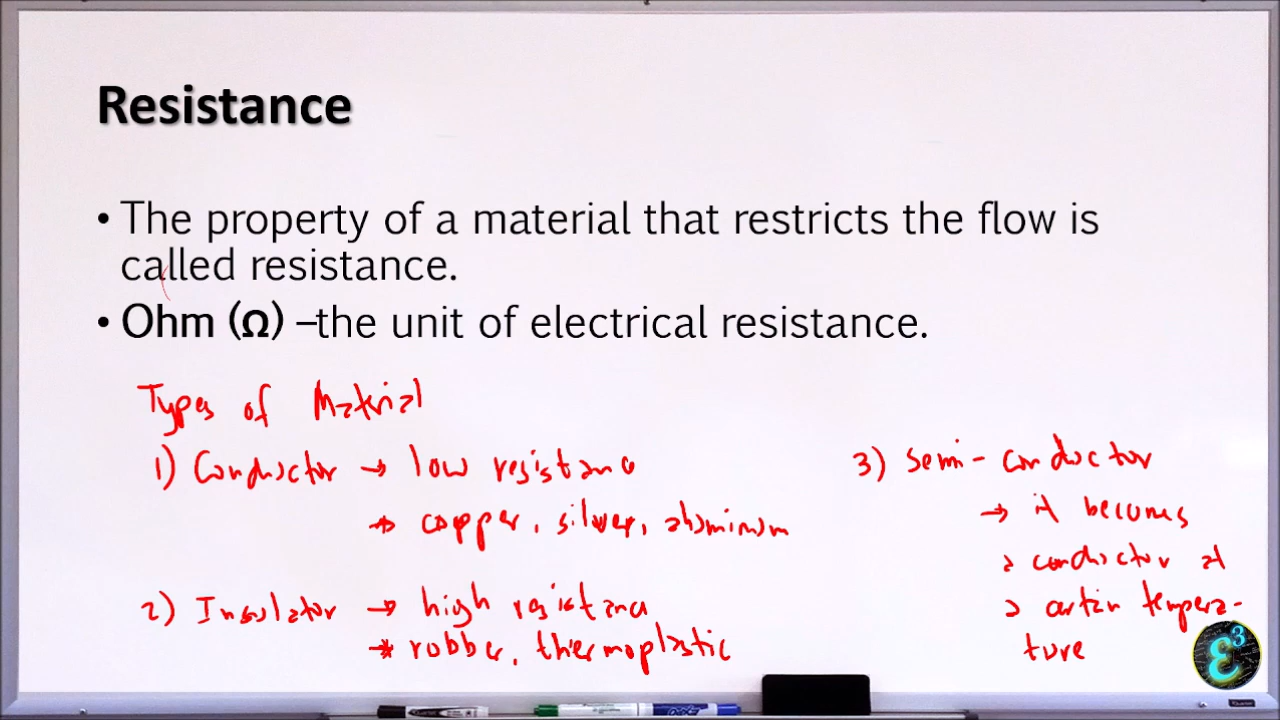 Resistance
• The property of a material that restricts the flow is
called resistance.
• Ohm (Ω) –the unit of electrical resistance.
Types of Material
1) Conductor → low resistance
→ copper, silver, aluminum
2) Insulator → high resistance
→ rubber, thermoplastic
3) Semi-conductor
→ it becomes
a conductor at
a certain tempera-
ture
ε3